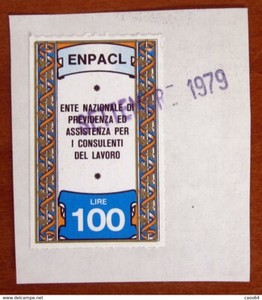 ENPACL
ENTE NAZIONALE DI
PREVIDENZA ED
ASSISTENZA PER
I CONSULENTI
DEL LAVORO
1979
LIRE
100